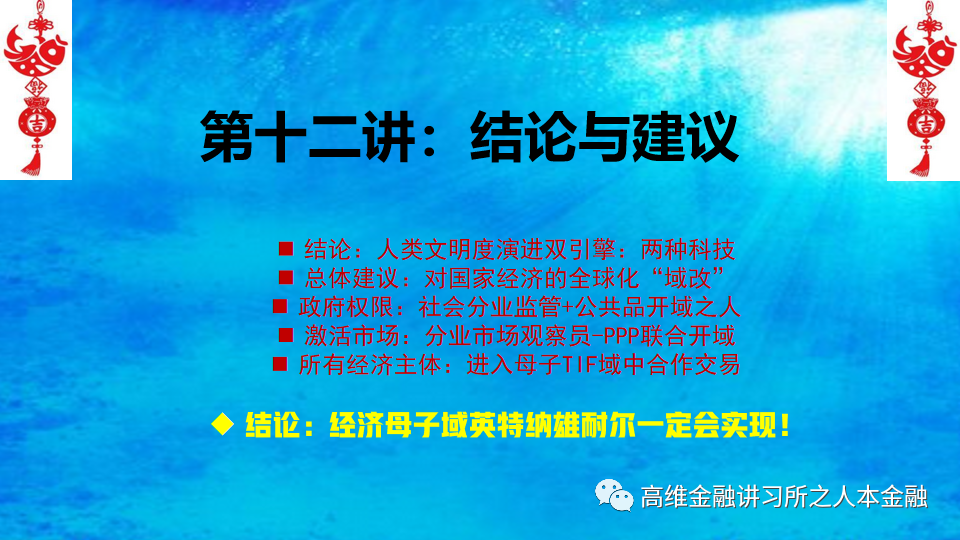 第十二讲：结论与建议
■ 结论：人类文明度演进双引擎：两种科技
■ 总体建议：对国家经济的全球化“域改”
■ 政府权限：社会分业监管+公共品开域之人
■ 激活市场：分业市场观察员-PPP联合开域
■ 所有经济主体：进入母子TIF域中合作交易
◆ 结论：经济母子域英特纳雄耐尔一定会实现！
高维金融讲习所之人本金融
吉
吉